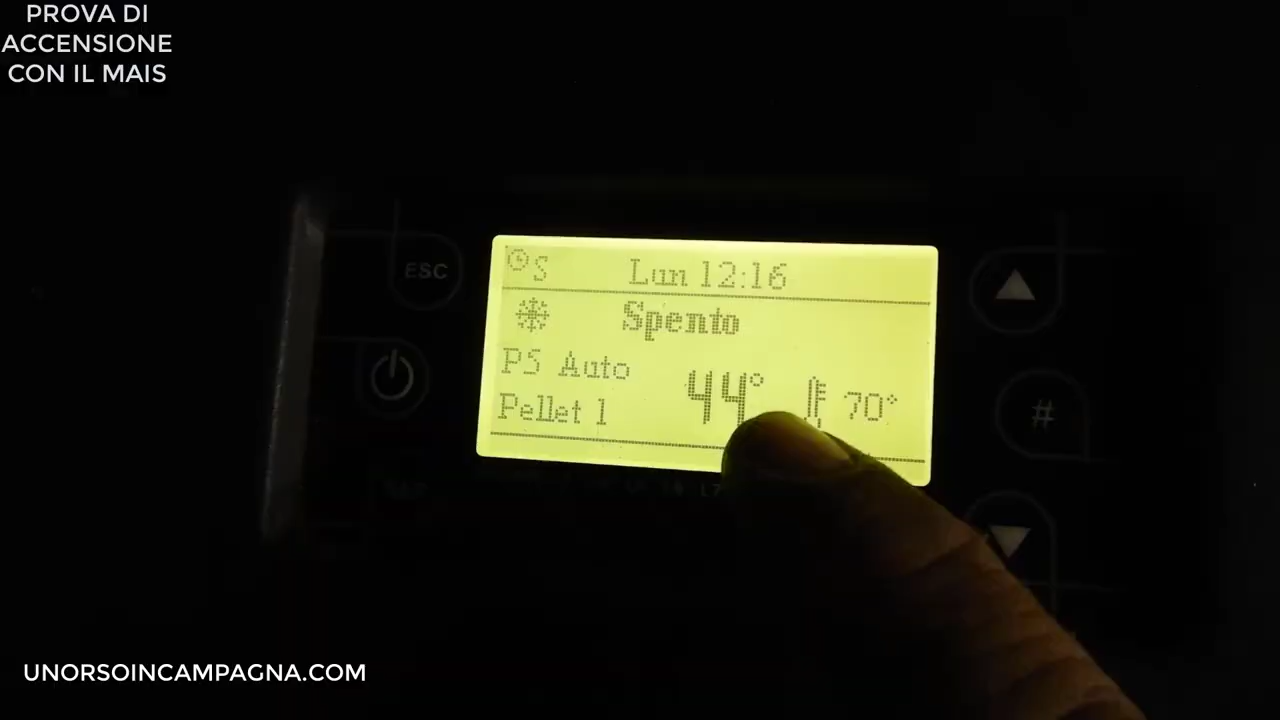 PROVA DI
ACCENSIONE
CON IL MAIS
ESC
S Lun 12:16
Spento
P5 Auto
44° 70°
Pellet 1
#
UNORSOINCAMPAGNA.COM